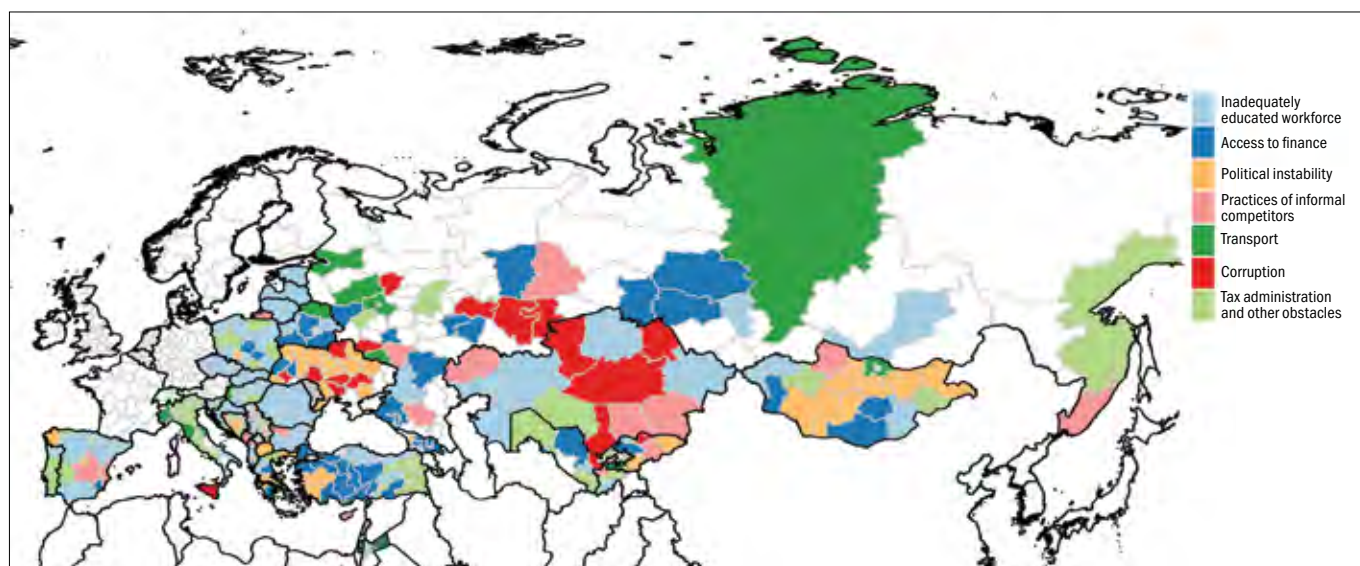 Inadequately
educated workforce
Access to finance
Political instability
Practices of informal
competitors
Transport
Corruption
Tax administration
and other obstacles